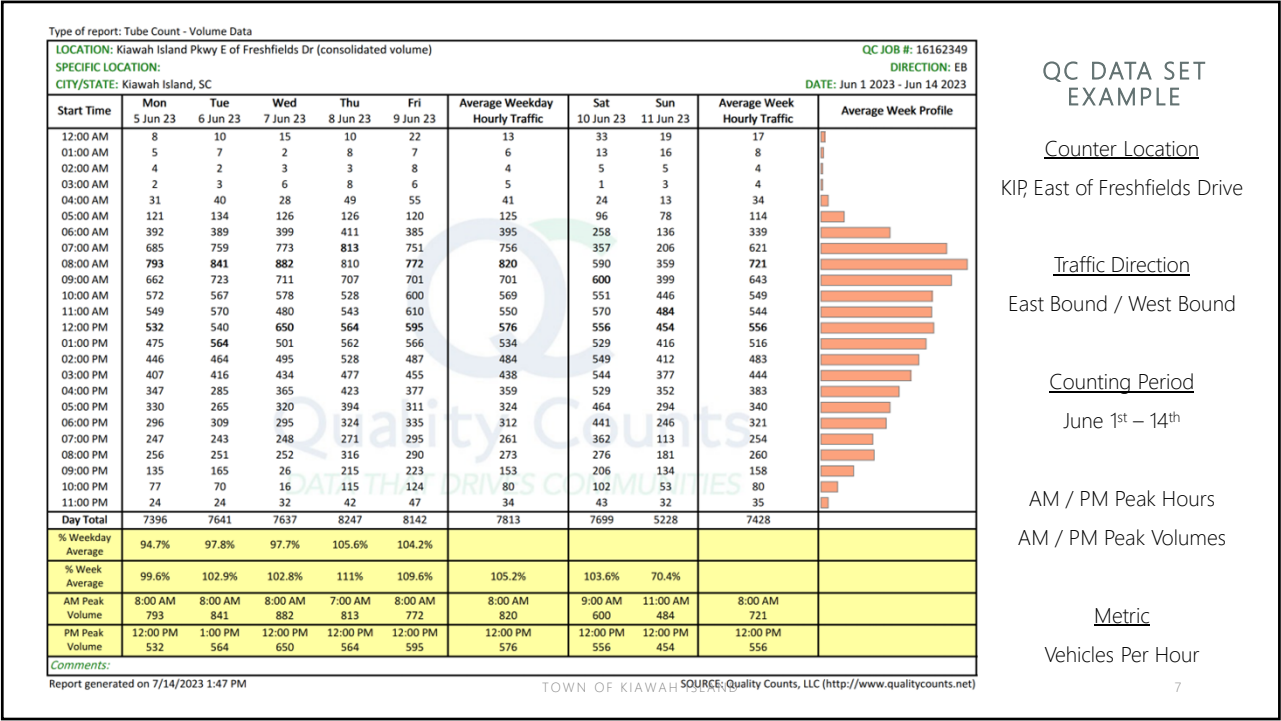 Type of report: Tube Count - Volume Data
LOCATION: Kiawah Island Pkwy E of Freshfields Dr (consolidated volume) QC JOB #: 16162349
SPECIFIC LOCATION: DIRECTION: EB
CITY/STATE: Kiawah Island, SC DATE: Jun 1 2023 - Jun 14 2023
Start Time Mon 5 Jun 23 Tue 6 Jun 23 Wed 7 Jun 23 Thu 8 Jun 23 Fri 9 Jun 23 Average Weekday Hourly Traffic Sat 10 Jun 23 Sun 11 Jun 23 Average Week Hourly Traffic Average Week Profile
12:00 AM 8 10 15 10 22 13 33 19 17
01:00 AM 5 7 2 8 7 6 13 16 8
02:00 AM 4 2 3 3 8 4 5 5 4
03:00 AM 2 3 6 8 6 5 1 3 4
04:00 AM 31 40 28 49 55 41 24 13 34
05:00 AM 121 134 126 126 120 125 96 78 114
06:00 AM 392 389 399 411 385 395 258 136 339
07:00 AM 685 759 773 813 751 756 357 206 621
08:00 AM 793 841 882 810 772 820 590 359 721
09:00 AM 662 723 711 707 701 701 600 399 643
10:00 AM 572 567 578 528 600 569 551 446 549
11:00 AM 549 570 480 543 610 550 570 484 544
12:00 PM 532 540 650 564 595 576 556 454 556
01:00 PM 475 564 501 562 566 534 529 416 516
02:00 PM 446 464 495 528 487 484 549 412 483
03:00 PM 407 416 434 477 455 438 544 377 444
04:00 PM 347 285 365 423 377 359 529 352 383
05:00 PM 330 265 320 394 311 324 464 294 340
06:00 PM 296 309 295 324 335 312 441 246 321
07:00 PM 247 243 248 271 295 261 362 113 254
08:00 PM 256 251 252 316 290 273 276 181 260
09:00 PM 135 165 26 215 223 153 206 134 158
10:00 PM 77 70 16 115 124 80 102 53 80
11:00 PM 24 24 32 42 47 34 43 32 35
Day Total 7396 7641 7637 8247 8142 7813 7699 5228 7428
% Weekday Average 94.7% 97.8% 97.7% 105.6% 104.2%
% Week Average 99.6% 102.9% 102.8% 111% 109.6% 105.2% 103.6% 70.4%
AM Peak 8:00 AM 8:00 AM 8:00 AM 7:00 AM 8:00 AM 8:00 AM 9:00 AM 11:00 AM 8:00 AM
Volume 793 841 882 813 772 820 600 484 721
PM Peak 12:00 PM 1:00 PM 12:00 PM 12:00 PM 12:00 PM 12:00 PM 12:00 PM 12:00 PM 12:00 PM
Volume 532 564 650 564 595 576 556 454 556
Comments:
Report generated on 7/14/2023 1:47 PM SOURCE: Quality Counts, LLC (http://www.qualitycounts.net)
QC
Quality Counts
DATA THAT DRIVES COMMUNITIES
QC DATA SET
EXAMPLE
Counter Location
KIP, East of Freshfields Drive
Traffic Direction
East Bound / West Bound
Counting Period
June 1st – 14th
AM / PM Peak Hours
AM / PM Peak Volumes
Metric
Vehicles Per Hour
TOWN OF KIAWAH ISLAND
7